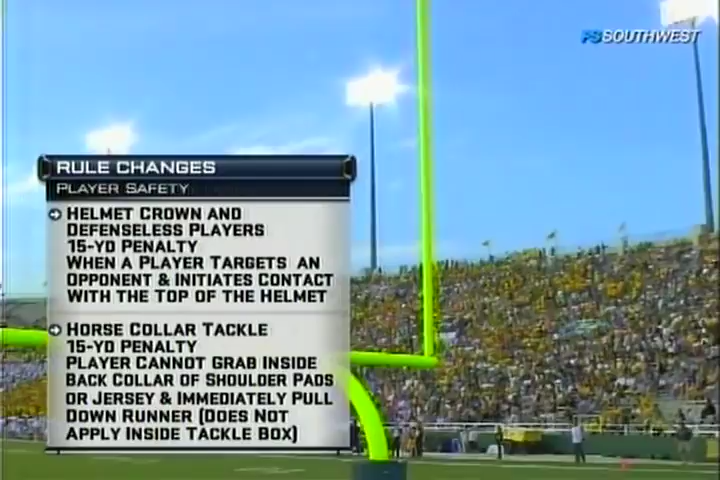 FS SOUTHWEST
RULE CHANGES
PLAYER SAFETY
HELMET CROWN AND
DEFENSELESS PLAYERS
15-YD PENALTY
WHEN A PLAYER TARGETS AN
OPPONENT & INITIATES CONTACT
WITH THE TOP OF THE HELMET
HORSE COLLAR TACKLE
15-YD PENALTY
PLAYER CANNOT GRAB INSIDE
BACK COLLAR OF SHOULDER PADS
OR JERSEY & IMMEDIATELY PULL
DOWN RUNNER (DOES NOT
APPLY INSIDE TACKLE BOX)